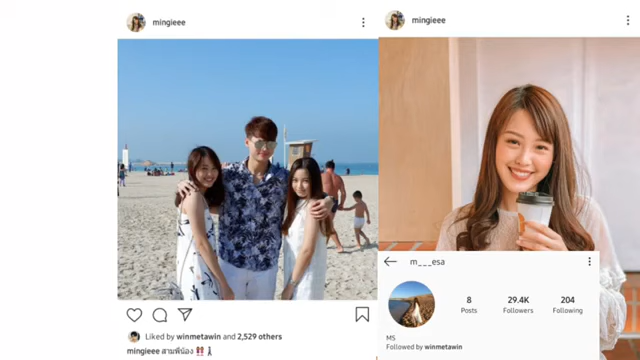 mingieee
Liked by winmetawin and 2,529 others
mingieee สามพี่น้อง
mingieee
m___esa
8
29.4K
204
Posts
Followers
Following
MS
Followed by winmetawin